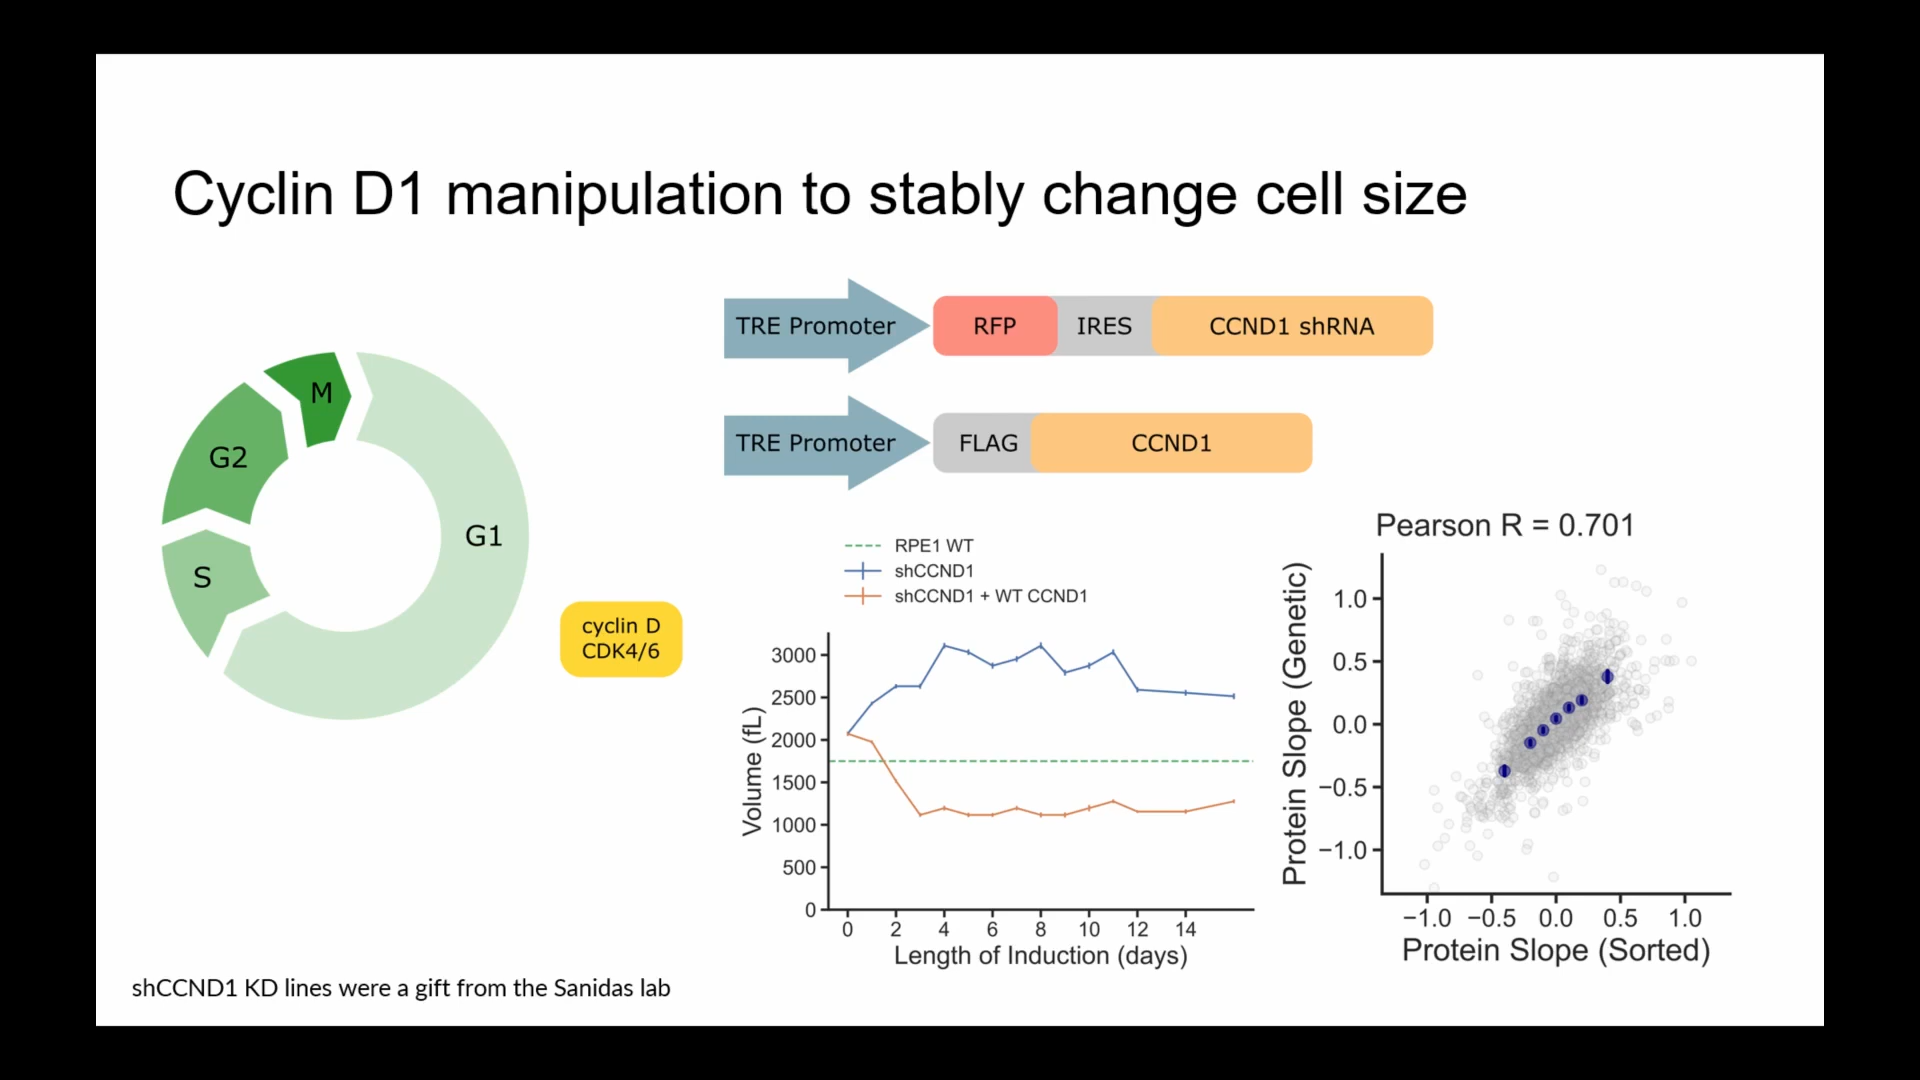 Cyclin D1 manipulation to stably change cell size
TRE Promoter RFP IRES CCND1 shRNA
TRE Promoter FLAG CCND1
M
G2
G1
S
cyclin D
CDK4/6
RPE1 WT
shCCND1
shCCND1 + WT CCND1
Volume (fL)
3000
2500
2000
1500
1000
500
0
0 2 4 6 8 10 12 14
Length of Induction (days)
Pearson R = 0.701
Protein Slope (Genetic)
1.0
0.5
0.0
−0.5
−1.0
−1.0 −0.5 0.0 0.5 1.0
Protein Slope (Sorted)
shCCND1 KD lines were a gift from the Sanidas lab